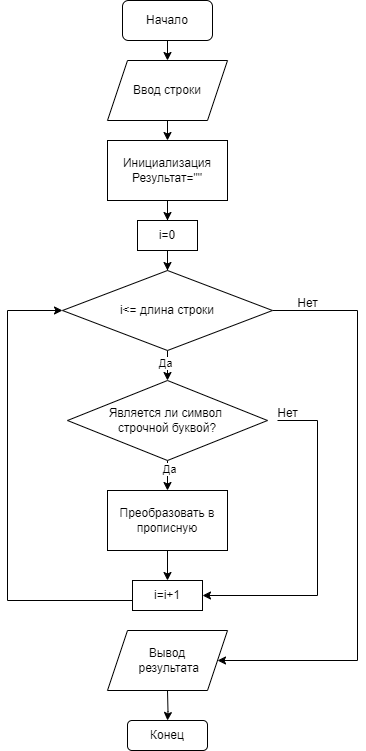 Начало
Ввод строки
Инициализация
Результат=""
i=0
i<= длина строки
Нет
Да
Является ли символ
строчной буквой?
Нет
Да
Преобразовать в
прописную
i=i+1
Вывод
результата
Конец